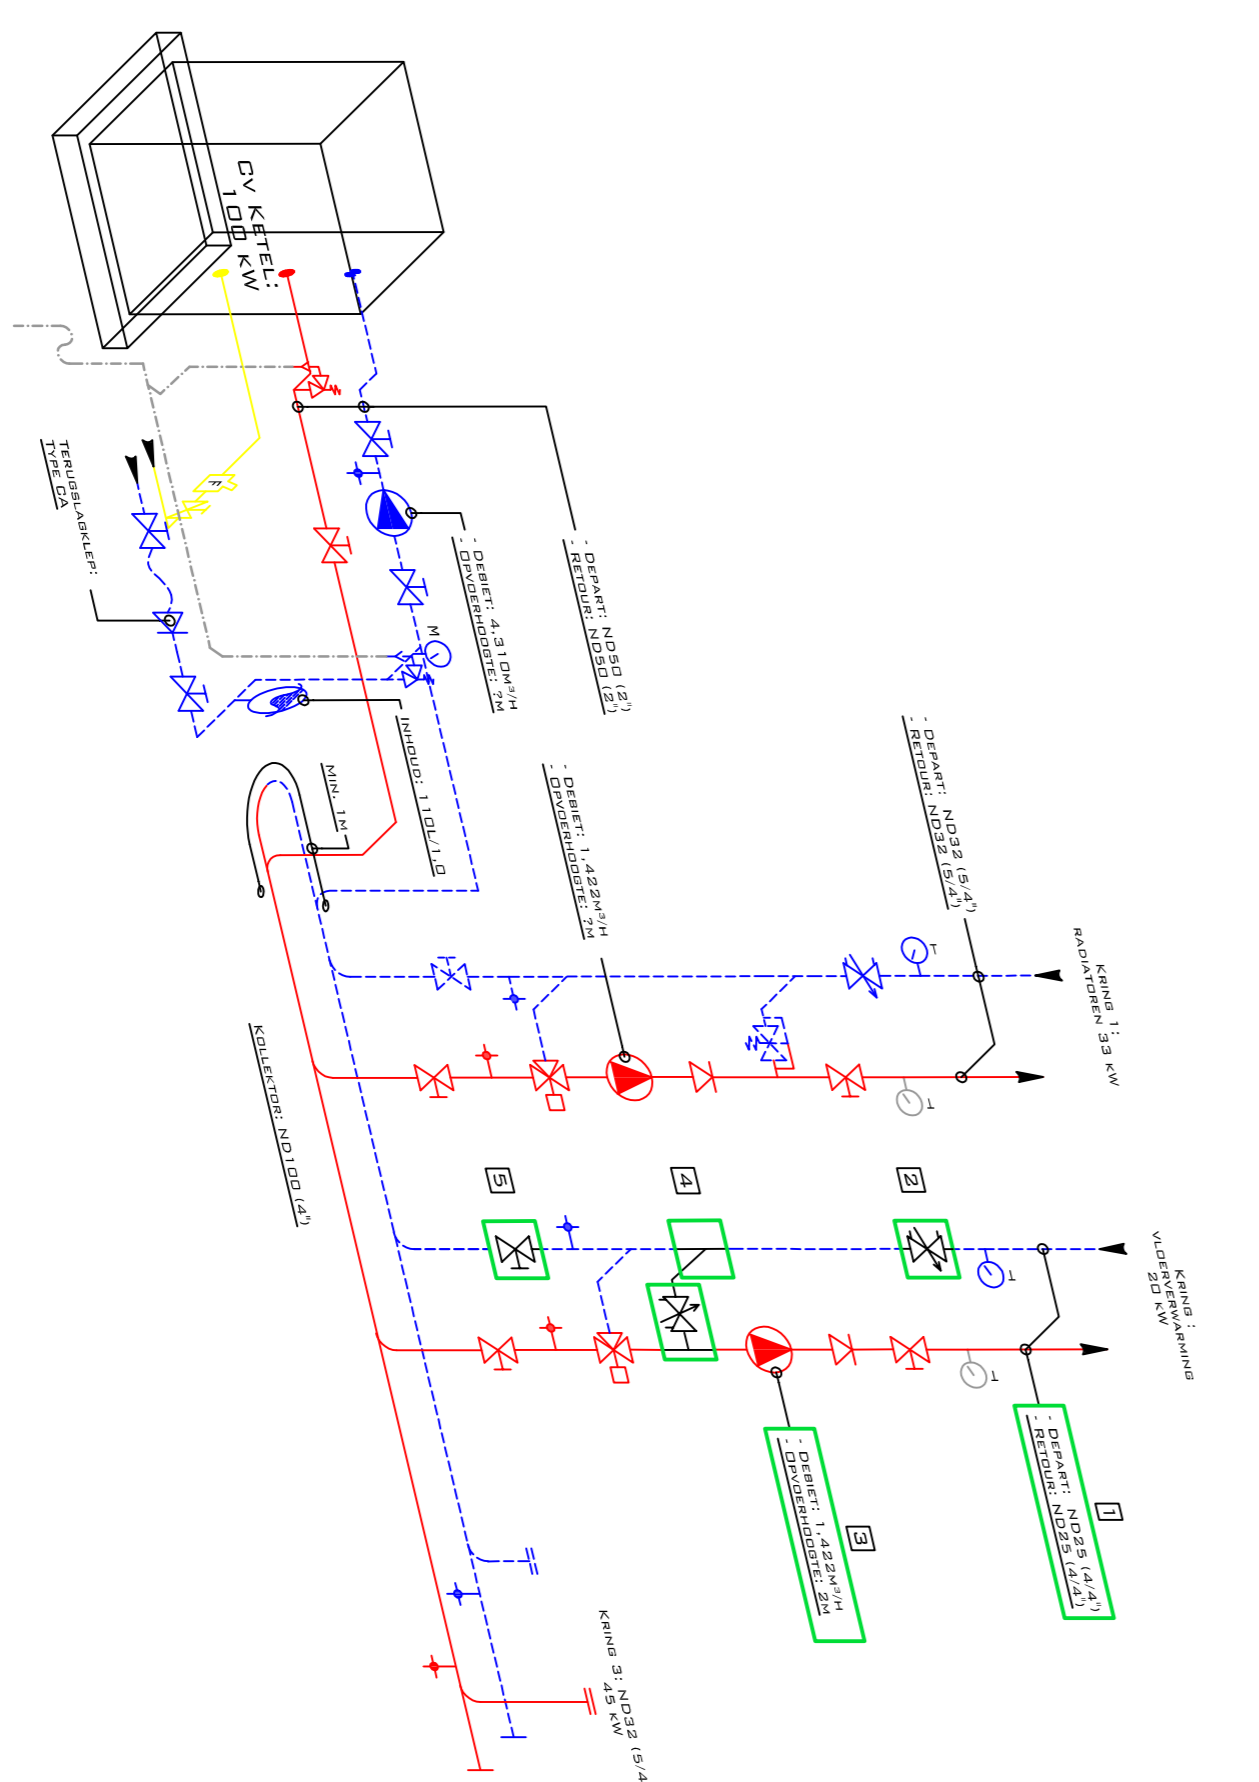 CV KETEL:
100 KW
TERUGSLAGKLEP:
TYPE CA
F
M
- DEBIET: 4,310M³/H
- OPVOERHOOGTE: ?M
- DEPART: ND50 (2")
- RETOUR: ND50 (2")
INHOUD: 110L/1,0
MIN. 1M
- DEBIET: 1,422M³/H
- OPVOERHOOGTE: ?M
- DEPART: ND32 (5/4")
- RETOUR: ND32 (5/4")
KRING 1:
RADIATOREN 33 KW
T
T
KOLLEKTOR: ND100 (4")
5
4
2
KRING :
VLOERVERWARMING
20 KW
T
T
1
- DEPART: ND25 (4/4")
- RETOUR: ND25 (4/4")
3
- DEBIET: 1,422M³/H
- OPVOERHOOGTE: 2M
KRING 3: ND32 (5/4
45 KW